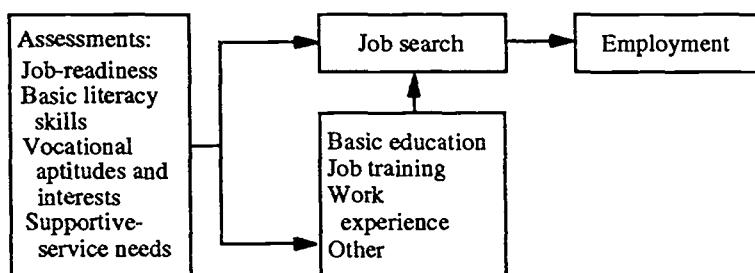 Assessments:
Job-readiness
Basic literacy
skills
Vocational
aptitudes and
interests
Supportive-
service needs
Job search
Employment
Basic education
Job training
Work
experience
Other